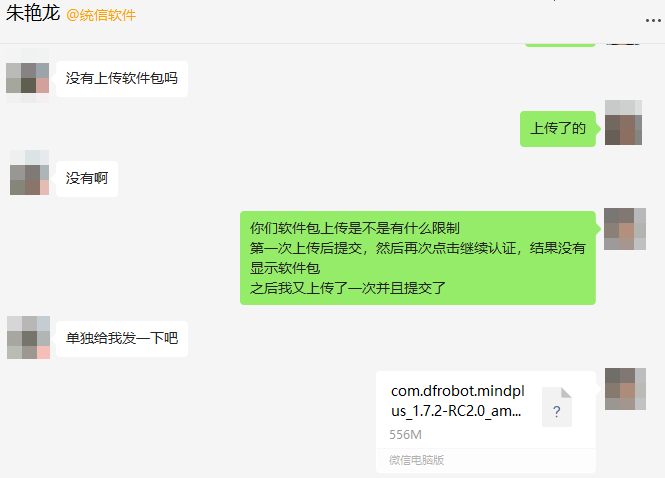 朱艳龙 @统信软件
没有上传软件包吗
上传了的
没有啊
你们软件包上传是不是有什么限制
第一次上传后提交，然后再次点击继续认证，结果没有
显示软件包
之后我又上传了一次并且提交了
单独给我发一下吧
com.dfrobot.mindpl
us_1.7.2-RC2.0_am...
556M
?
微信电脑版